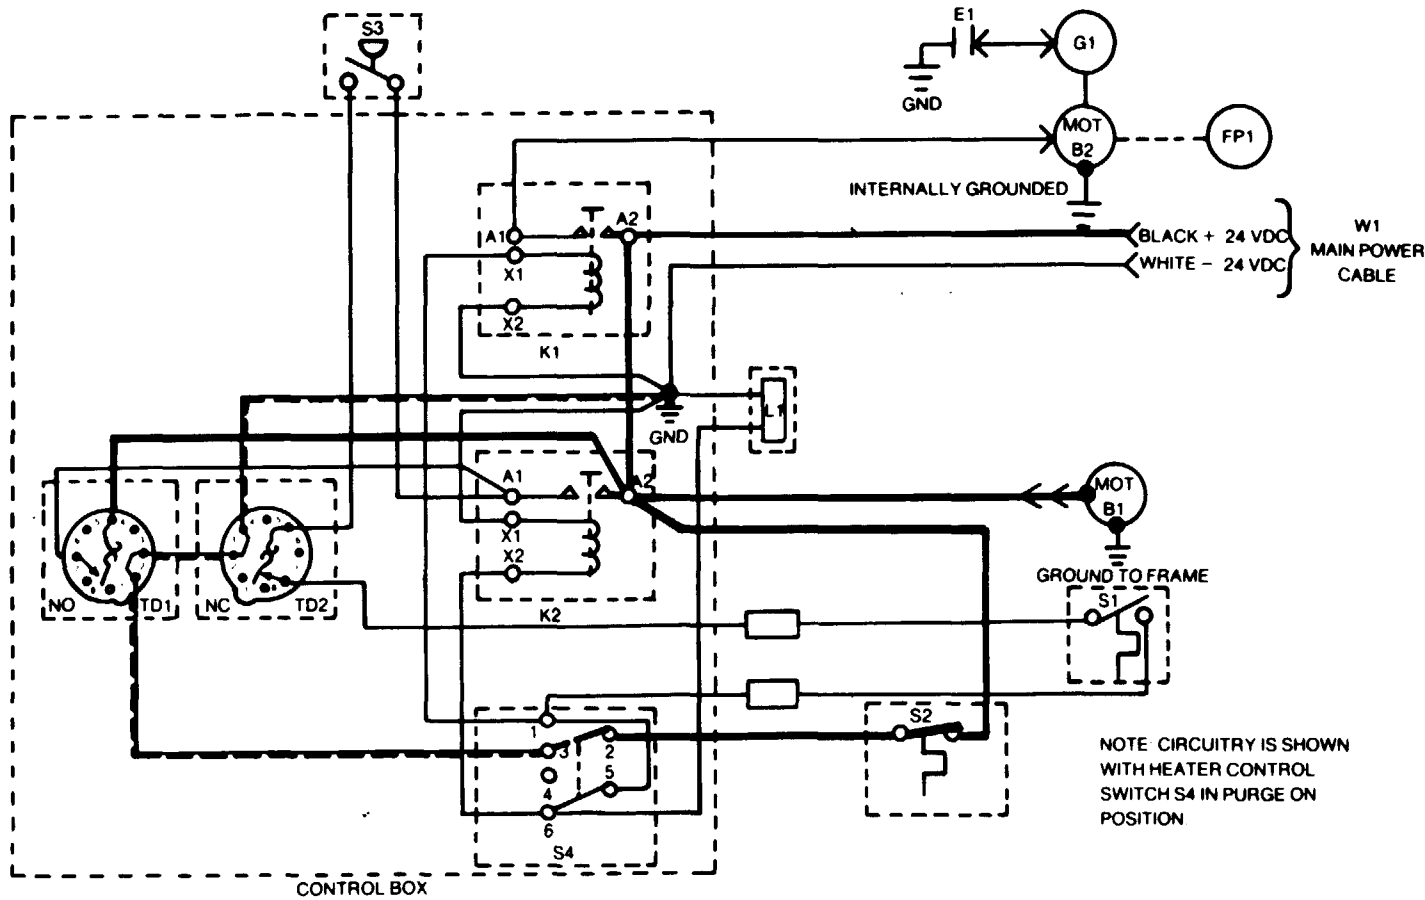 S3
E1
G1
GND
MOT
B2
FP1
INTERNALLY GROUNDED
A1
A2
BLACK + 24 VDC
W1
MAIN POWER
CABLE
WHITE - 24 VDC
X1
X2
K1
L1
GND
A1
A2
MOT
B1
X1
X2
GROUND TO FRAME
NO
TD1
NC
TD2
K2
S1
1
2
3
4
5
6
S2
S4
NOTE: CIRCUITRY IS SHOWN
WITH HEATER CONTROL
SWITCH S4 IN PURGE ON
POSITION.
CONTROL BOX